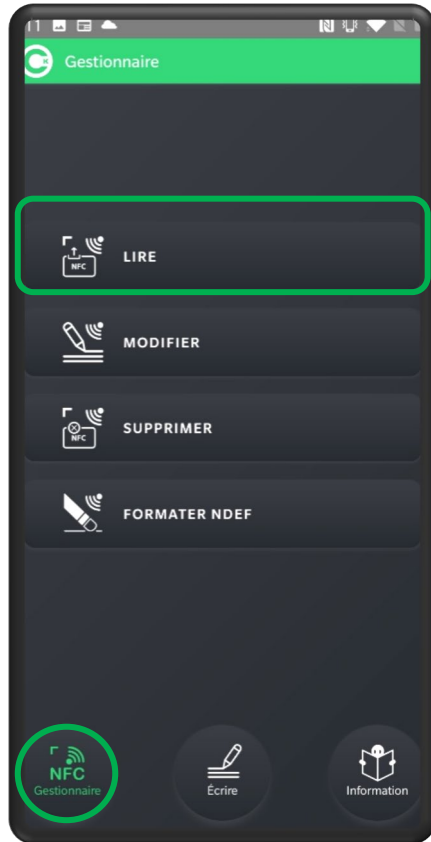 Gestionnaire
LIRE
NFC
MODIFIER
SUPPRIMER
NFC
FORMATER NDEF
NFC
Gestionnaire
Écrire
Information